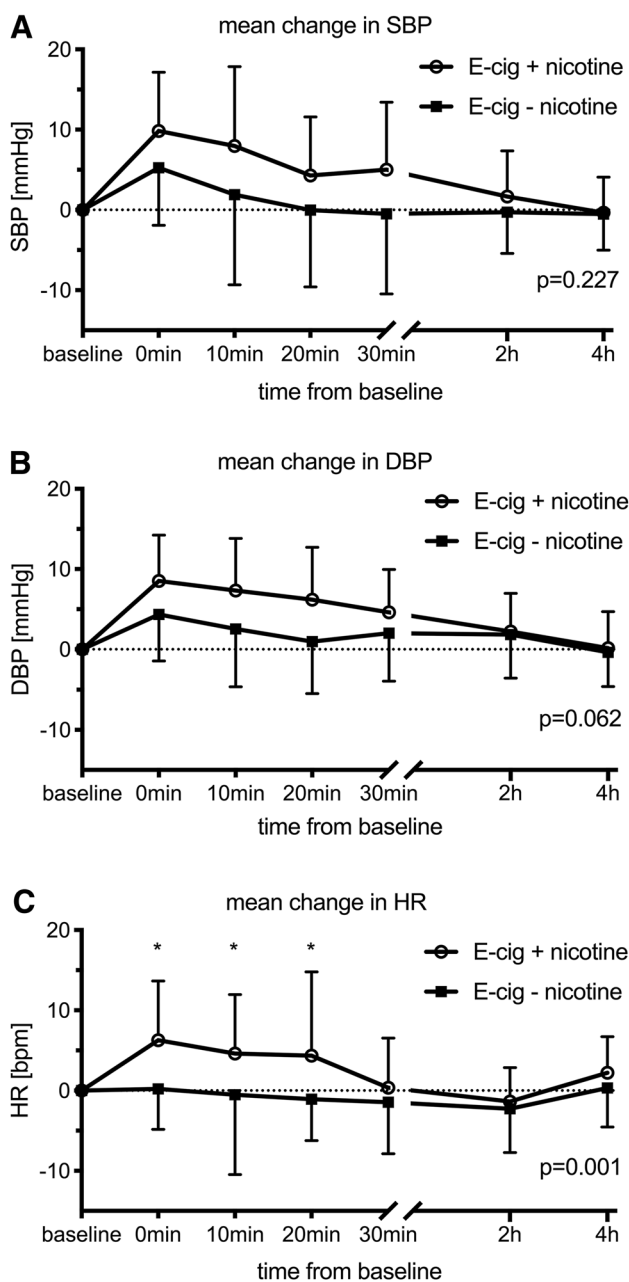 A
mean change in SBP
20
E-cig + nicotine
E-cig - nicotine
10
SBP [mmHg]
0
-10
p=0.227
baseline 0min 10min 20min 30min 2h 4h
time from baseline
B
mean change in DBP
20
E-cig + nicotine
E-cig - nicotine
10
DBP [mmHg]
0
-10
p=0.062
baseline 0min 10min 20min 30min 2h 4h
time from baseline
C
mean change in HR
20
* * *
E-cig + nicotine
E-cig - nicotine
10
HR [bpm]
0
-10
p=0.001
baseline 0min 10min 20min 30min 2h 4h
time from baseline